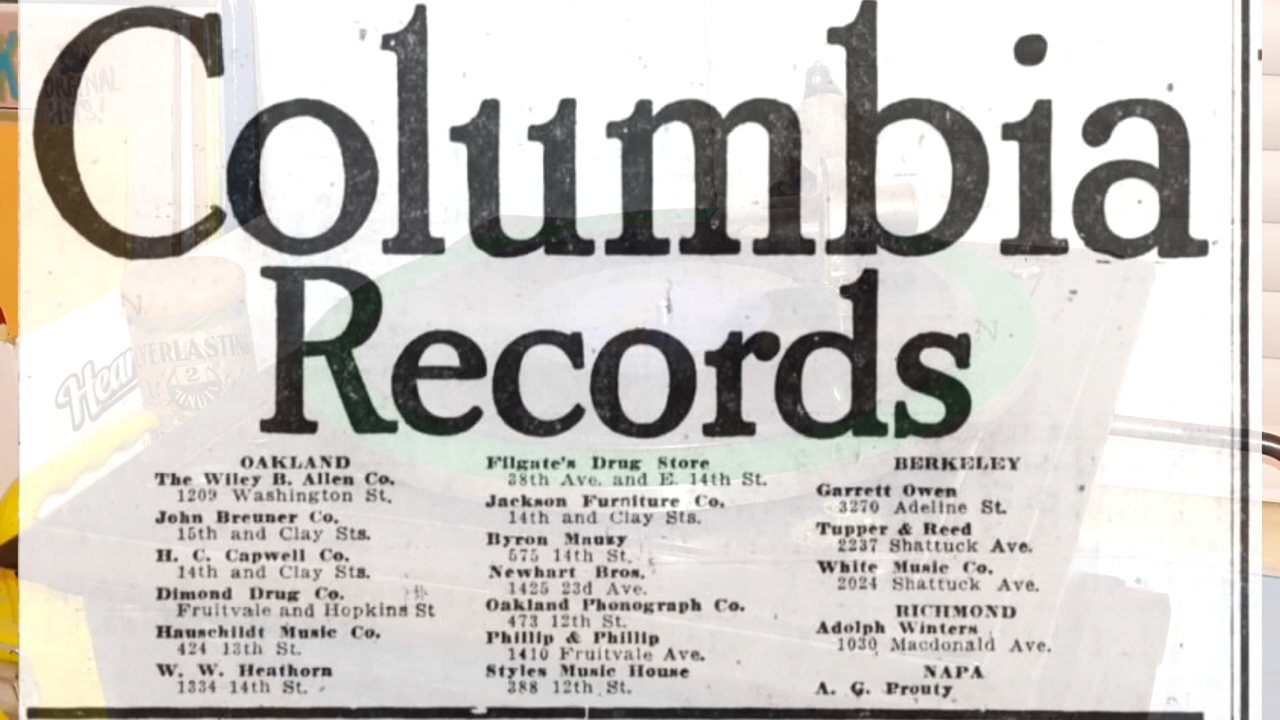 Columbia
Records
OAKLAND
The Wiley B. Allen Co.
1209 Washington St.
John Breuner Co.
15th and Clay Sts.
H. C. Capwell Co.
14th and Clay Sts.
Dimond Drug Co.
Fruitvale and Hopkins St
Hauschildt Music Co.
424 13th St.
W. W. Heathorn
1334 14th St.
Filgate's Drug Store
38th Ave. and E. 14th St.
Jackson Furniture Co.
14th and Clay Sts.
Byron Mauzy
575 14th St.
Newhart Bros.
1425 23d Ave.
Oakland Phonograph Co.
473 12th St.
Phillip & Phillip
1410 Fruitvale Ave.
Styles Music House
388 12th St.
BERKELEY
Garrett Owen
3270 Adeline St.
Tupper & Reed
2237 Shattuck Ave.
White Music Co.
2024 Shattuck Ave.
RICHMOND
Adolph Winters
1030 Macdonald Ave.
NAPA
A. G. Prouty
ORIGINAL
HITS!
EVERLASTING
2